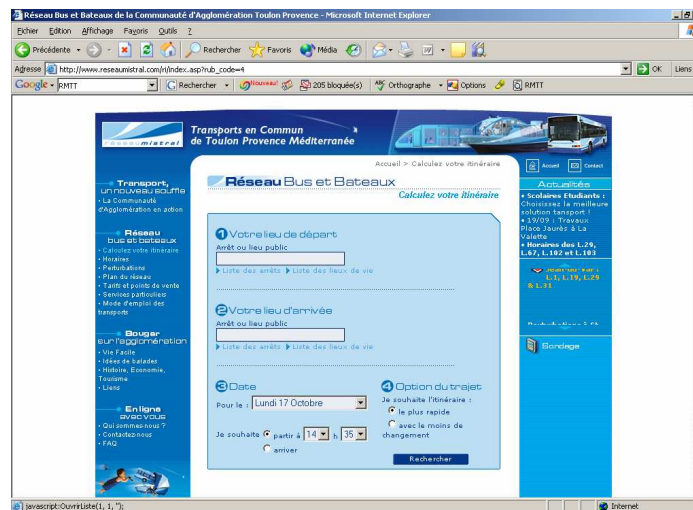 Réseau Bus et Bateaux de la Communauté d'Agglomération Toulon Provence - Microsoft Internet Explorer
Fichier Edition Affichage Favoris Outils ?
Précédente Rechercher Favoris Média
Adresse http://www.reseaumistral.com/ri/index.asp?rub_code=4 OK Liens
Google RMTT Rechercher Nouveau! 205 bloquée(s) Orthographe Options RMTT
réseau mistral
Transports en Commun
de Toulon Provence Méditerranée
Accueil > Calculez votre itinéraire
Accueil Contact
Transport,
un nouveau souffle
• La Communauté
d'Agglomération en action
Réseau
bus et bateaux
• Calculez votre itinéraire
• Horaires
• Perturbations
• Plan du réseau
• Tarifs et points de vente
• Services particuliers
• Mode d'emploi des
transports
Bouger
sur l'agglomération
• Vie Facile
• Idées de balades
• Histoire, Economie,
Tourisme
• Liens
En ligne
avec vous
• Qui sommes-nous ?
• Contactez-nous
• FAQ
Réseau Bus et Bateaux
Calculez votre itinéraire
1 Votre lieu de départ
Arrêt ou lieu public
Liste des arrêts Liste des lieux de vie
2 Votre lieu d'arrivée
Arrêt ou lieu public
Liste des arrêts Liste des lieux de vie
3 Date
Pour le : Lundi 17 Octobre
Je souhaite partir à 14 h 35
arriver
4 Option du trajet
Je souhaite l'itinéraire :
le plus rapide
avec le moins de
changement
Rechercher
Actualités
• Scolaires Etudiants :
Choisissez la meilleure
solution tansport !
• 19/09 : Travaux
Place Jaurès à La
Valette
• Horaires des L.29,
L.67, L.102 et L.103
L.1, L.19, L.29
& L.31
Sondage
javascript:OuvrirListe(1, 1, '');
Internet